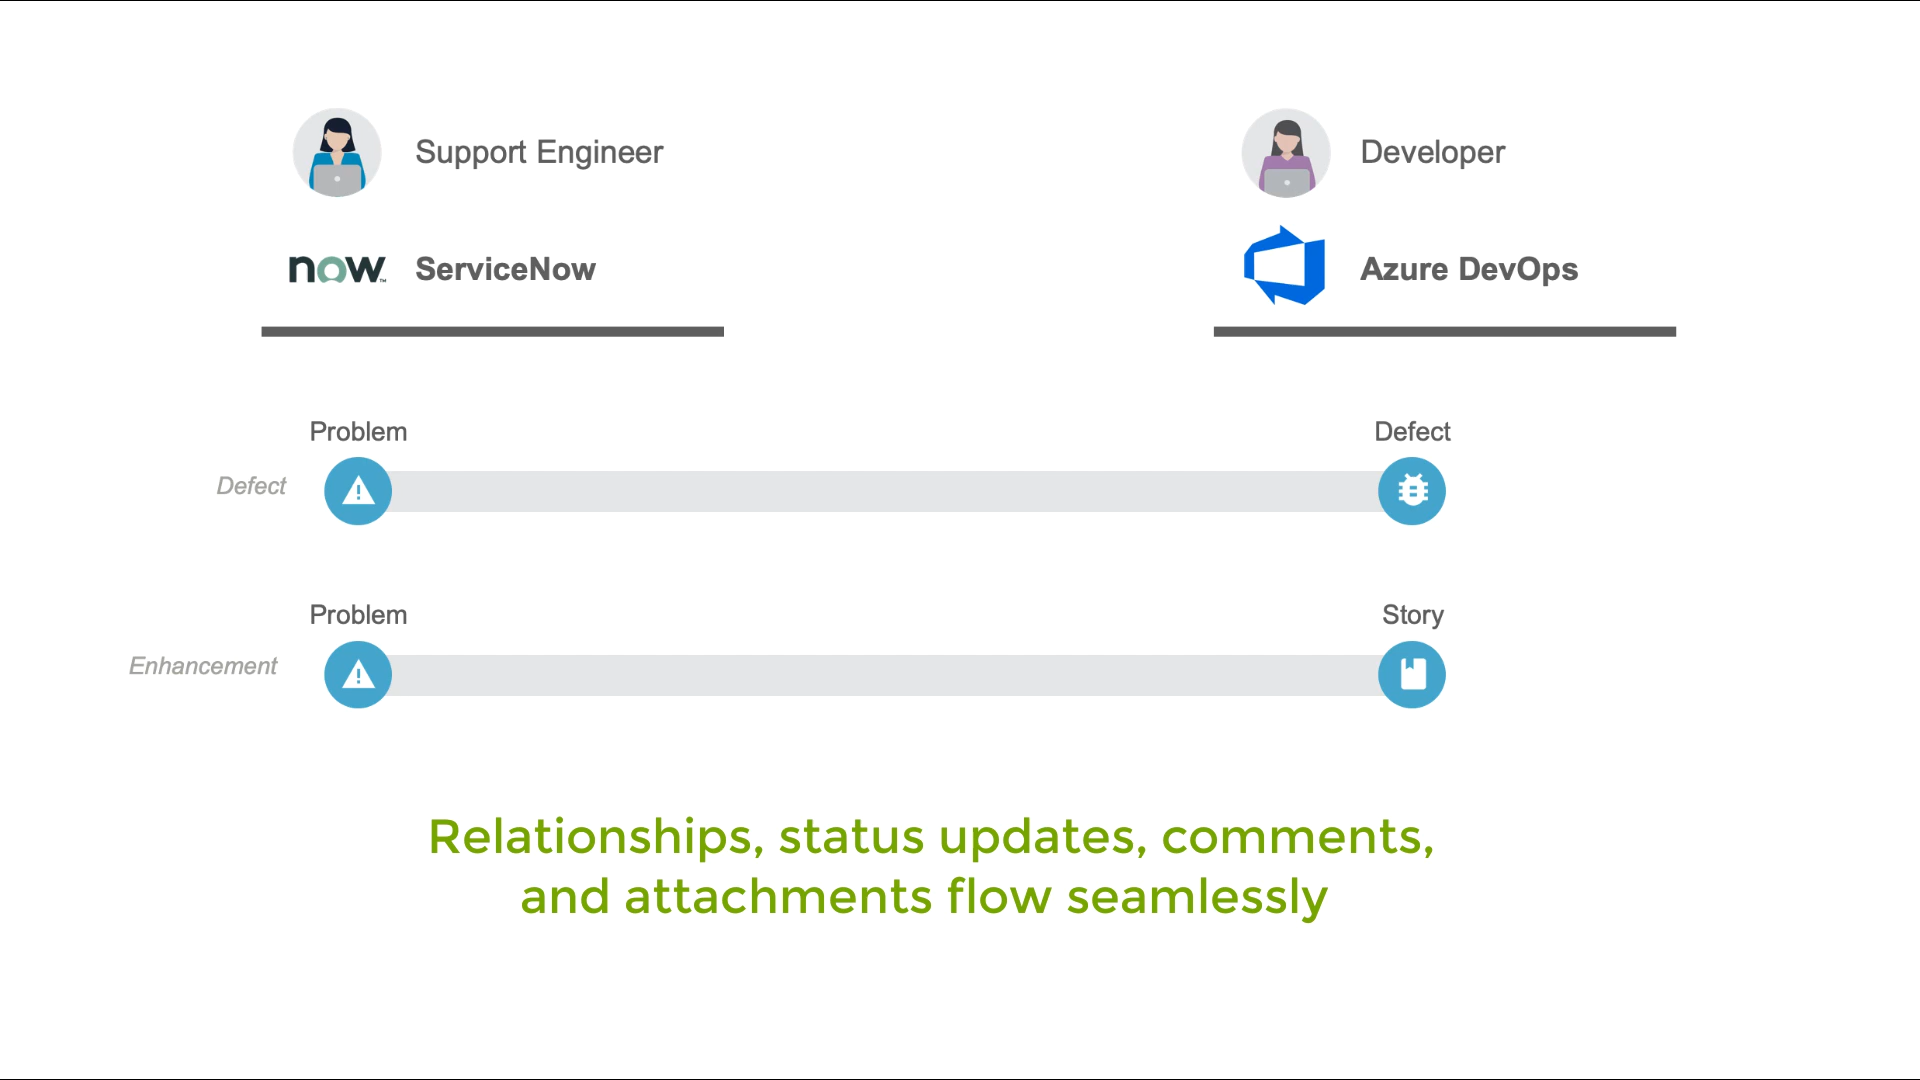 Support Engineer
Developer
now™
ServiceNow
Azure DevOps
Problem
Defect
Defect
Problem
Story
Enhancement
Relationships, status updates, comments,
and attachments flow seamlessly